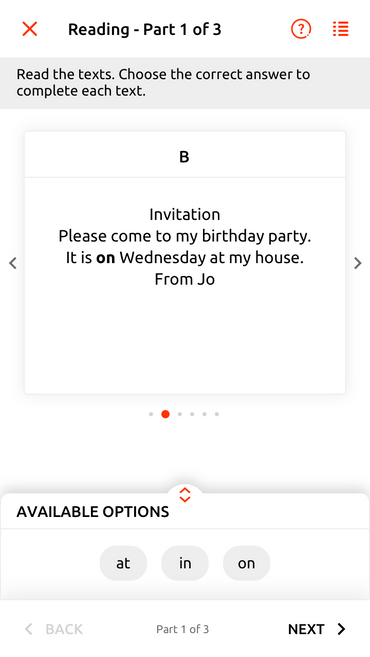 Reading - Part 1 of 3
?
Read the texts. Choose the correct answer to
complete each text.
B
Invitation
Please come to my birthday party.
It is on Wednesday at my house.
From Jo
AVAILABLE OPTIONS
at in on
BACK Part 1 of 3 NEXT